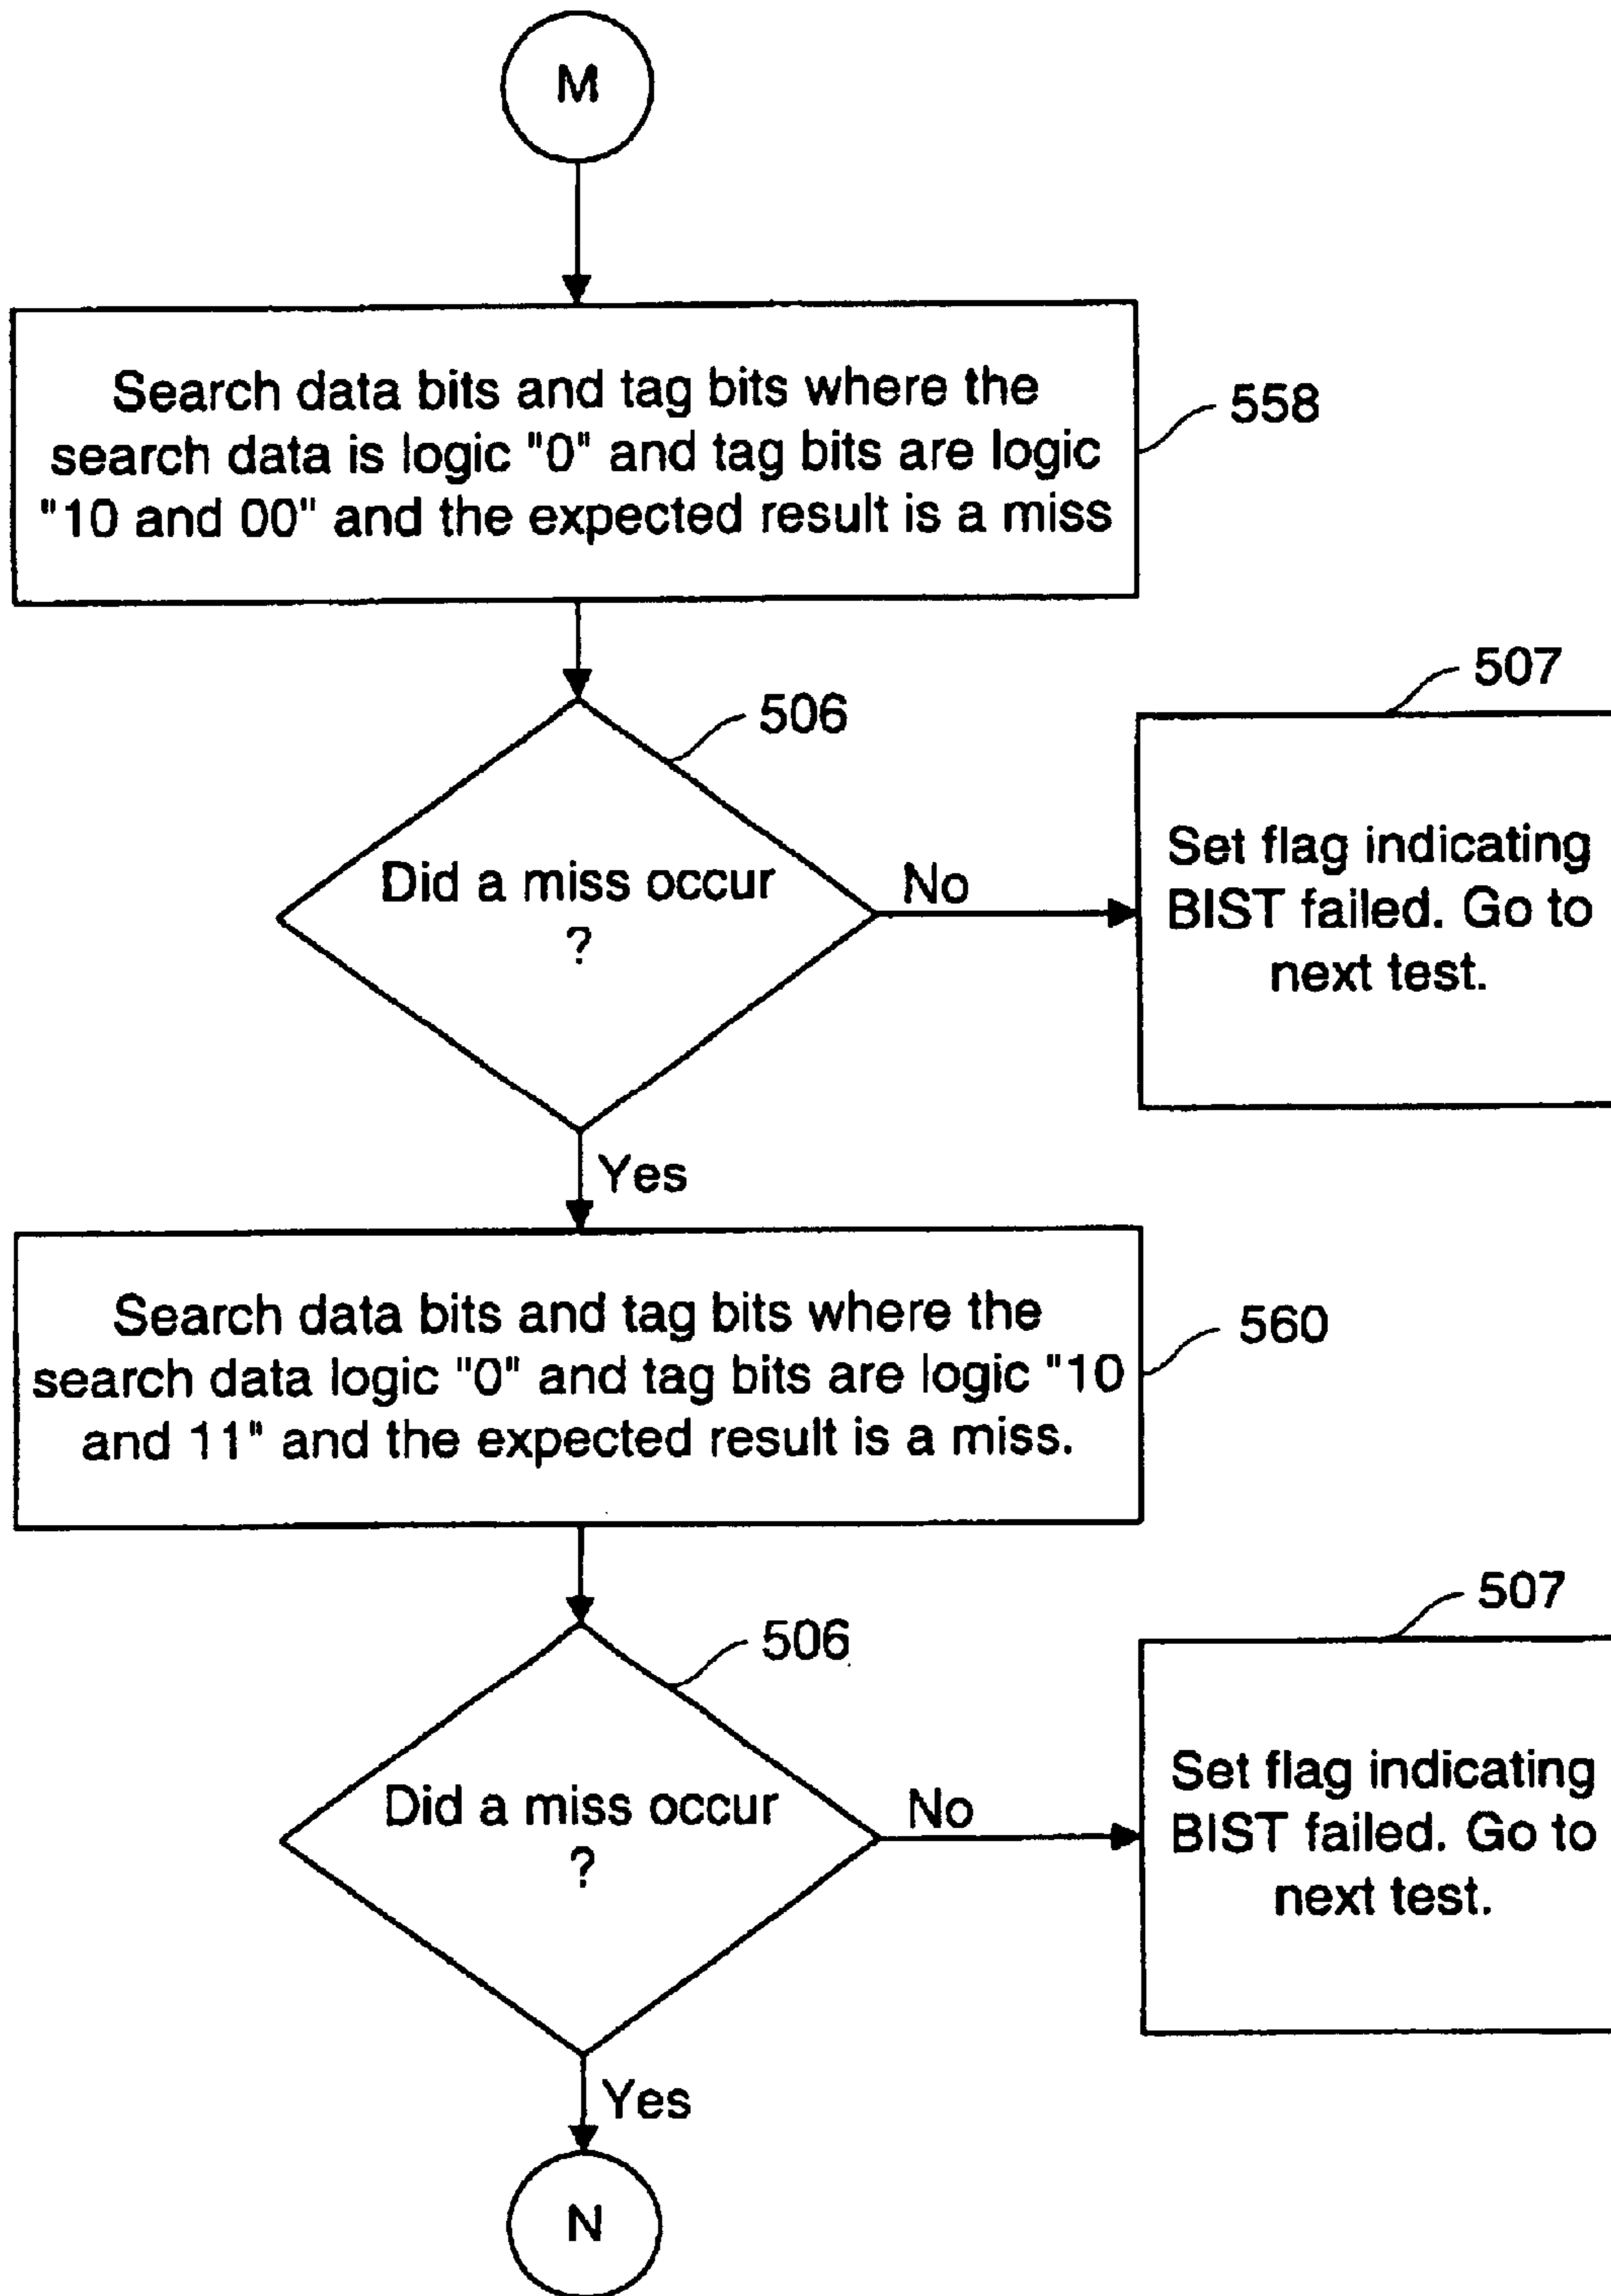 M
Search data bits and tag bits where the
search data is logic "0" and tag bits are logic
"10 and 00" and the expected result is a miss
558
506
Did a miss occur
?
No
507
Set flag indicating
BIST failed. Go to
next test.
Yes
Search data bits and tag bits where the
search data logic "0" and tag bits are logic "10
and 11" and the expected result is a miss.
560
506
Did a miss occur
?
No
507
Set flag indicating
BIST failed. Go to
next test.
Yes
N